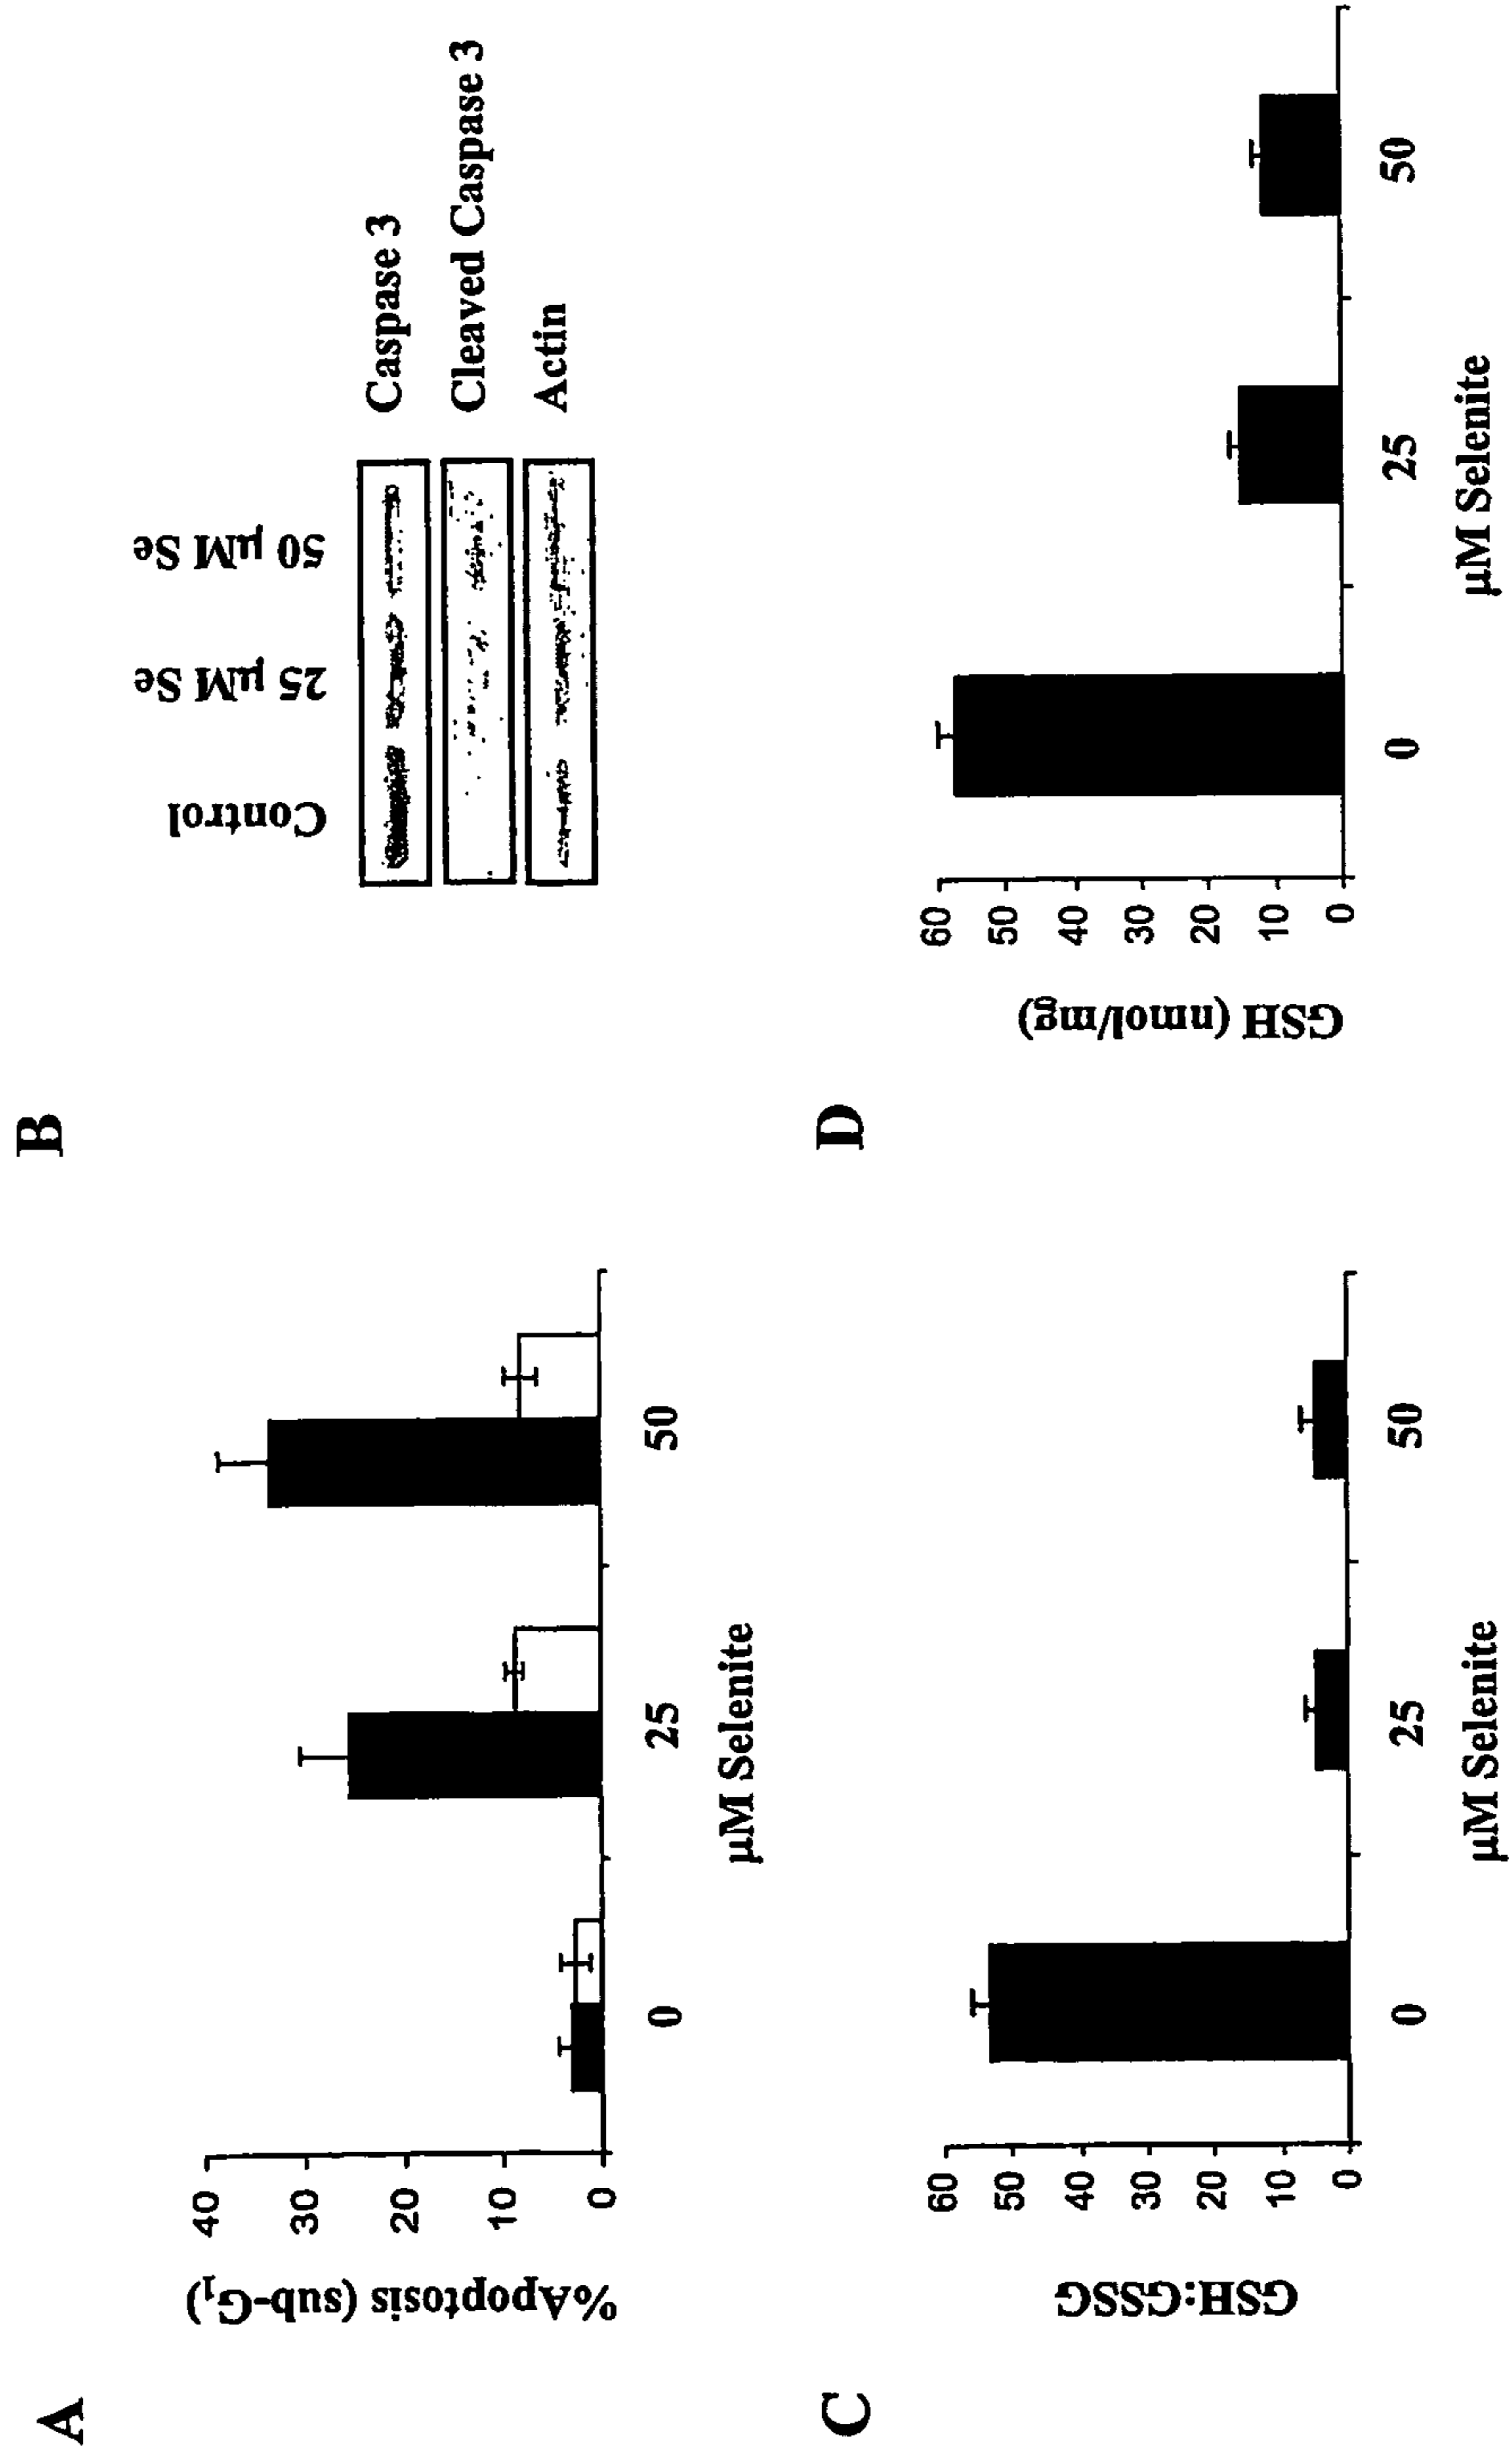 A
%Apoptosis (sub-G₁)
40
30
20
10
0
0 25 50
µM Selenite
B
Control 25 µM Se 50 µM Se
Caspase 3
Cleaved Caspase 3
Actin
C
GSH:GSSG
60
50
40
30
20
10
0
0 25 50
µM Selenite
D
GSH (nmol/mg)
60
50
40
30
20
10
0
0 25 50
µM Selenite